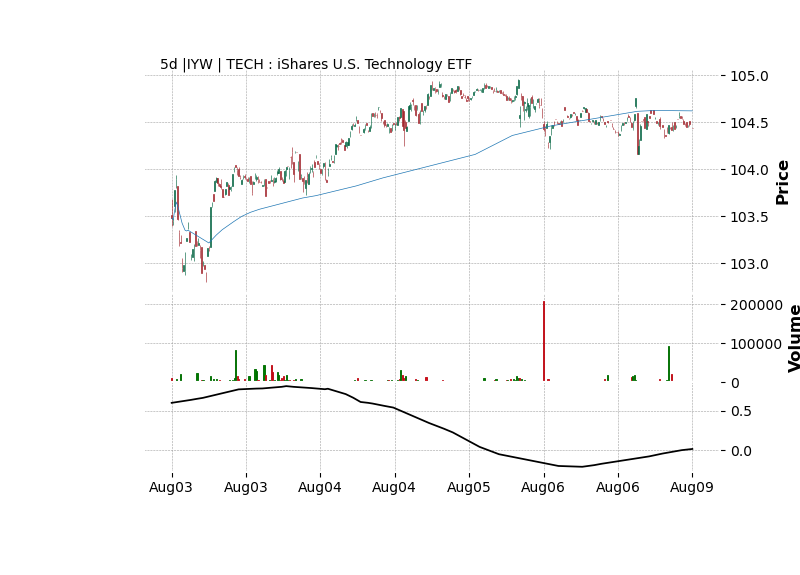 5d |IYW | TECH : iShares U.S. Technology ETF
105.0
104.5
104.0
103.5
103.0
Price
200000
100000
0
Volume
0.5
0.0
Aug03 Aug03 Aug04 Aug04 Aug05 Aug06 Aug06 Aug09